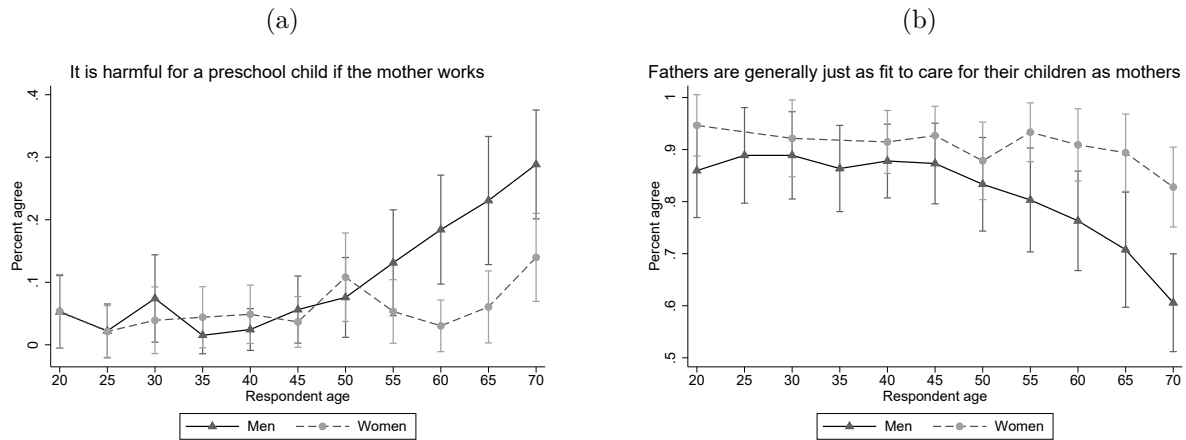 (a)
It is harmful for a preschool child if the mother works
Percent agree
.4
.3
.2
.1
0
20 25 30 35 40 45 50 55 60 65 70
Respondent age
Men Women
(b)
Fathers are generally just as fit to care for their children as mothers
Percent agree
1
.9
.8
.7
.6
.5
20 25 30 35 40 45 50 55 60 65 70
Respondent age
Men Women